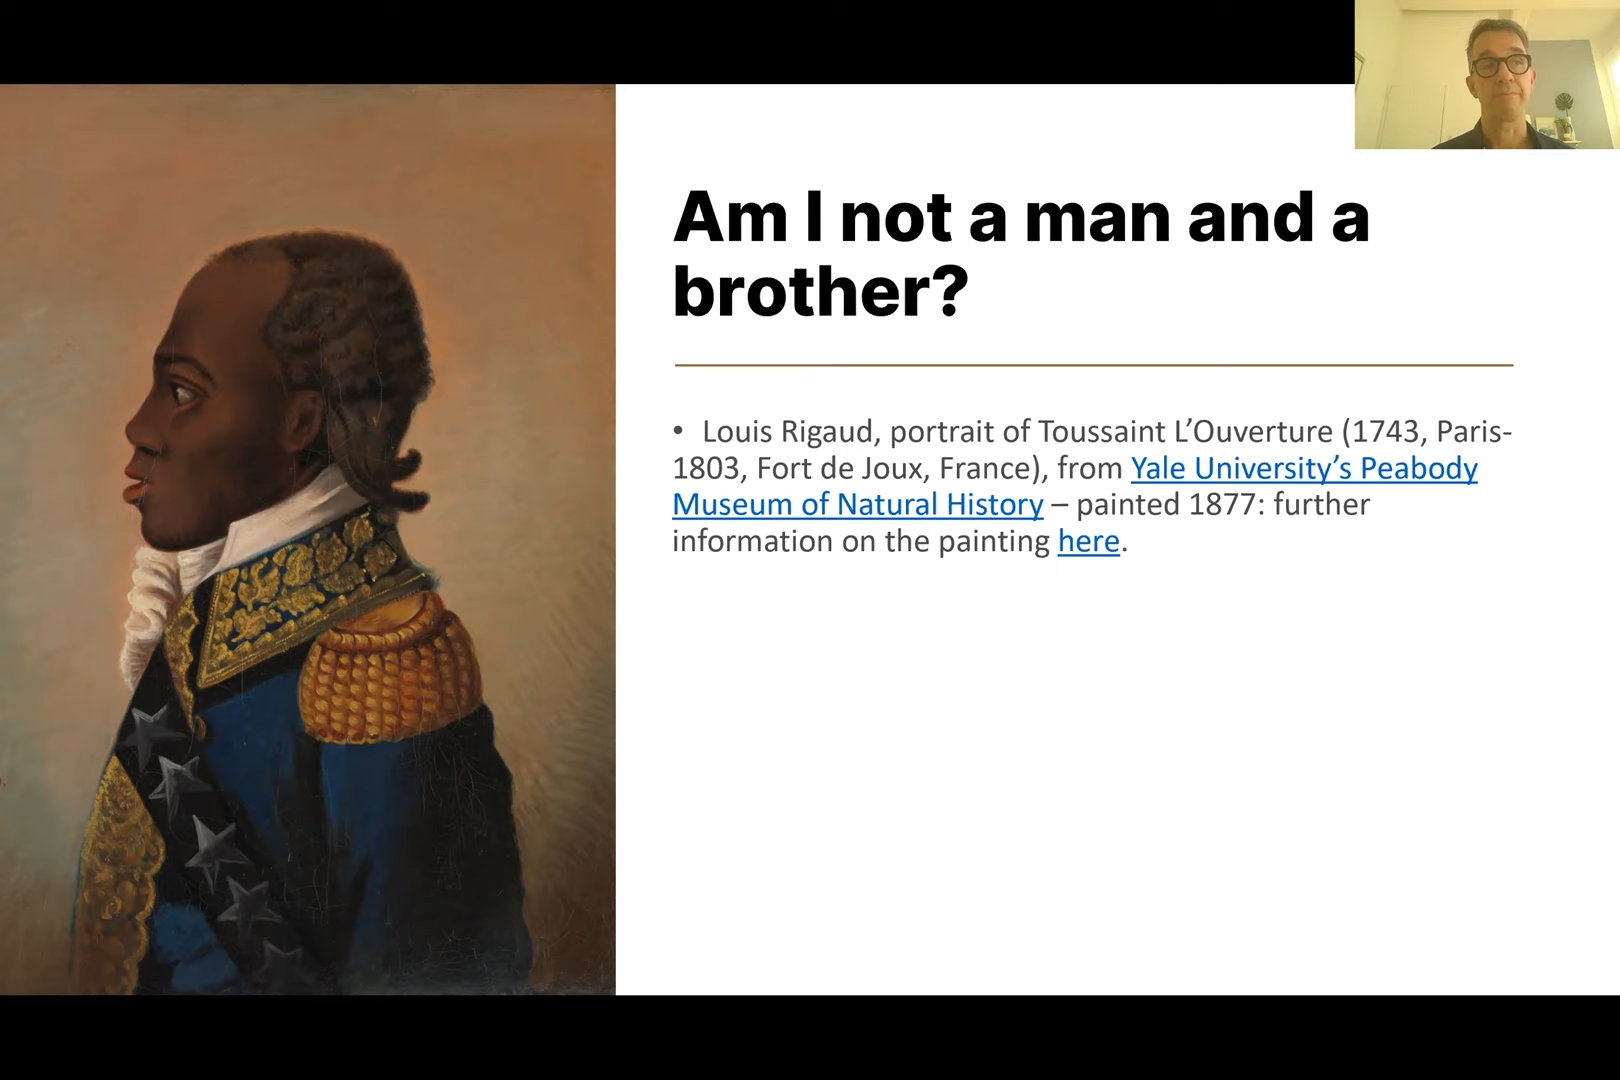 Am I not a man and a
brother?
• Louis Rigaud, portrait of Toussaint L’Ouverture (1743, Paris-
1803, Fort de Joux, France), from Yale University’s Peabody
Museum of Natural History – painted 1877: further
information on the painting here.